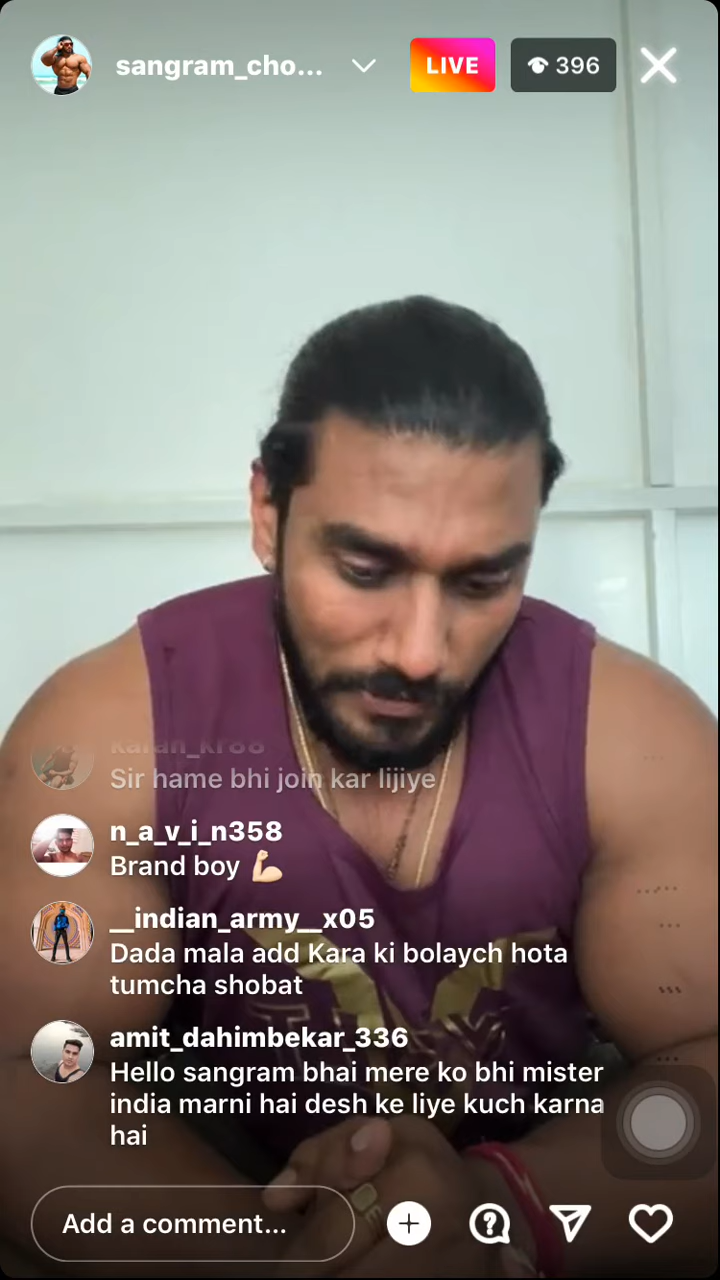 sangram_cho...
LIVE
396
karan_kr88
Sir hame bhi join kar lijiye
n_a_v_i_n358
Brand boy 💪🏼
__indian_army__x05
Dada mala add Kara ki bolaych hota
tumcha shobat
amit_dahimbekar_336
Hello sangram bhai mere ko bhi mister
india marni hai desh ke liye kuch karna
hai
Add a comment...